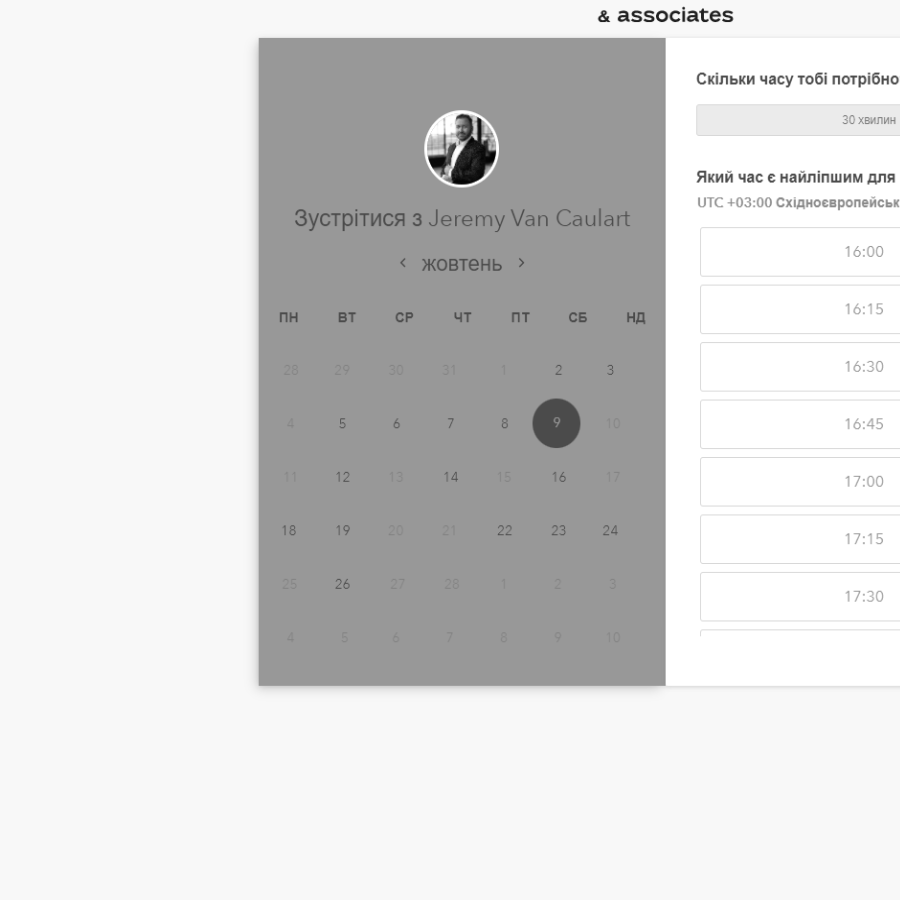 & associates
Зустрітися з Jeremy Van Caulart
жовтень
ПН ВТ СР ЧТ ПТ СБ НД
28 29 30 31 1 2 3
4 5 6 7 8 9 10
11 12 13 14 15 16 17
18 19 20 21 22 23 24
25 26 27 28 1 2 3
4 5 6 7 8 9 10
Скільки часу тобі потрібно
30 хвилин
Який час є найліпшим для
UTC +03:00 Східноєвропейськ
16:00
16:15
16:30
16:45
17:00
17:15
17:30